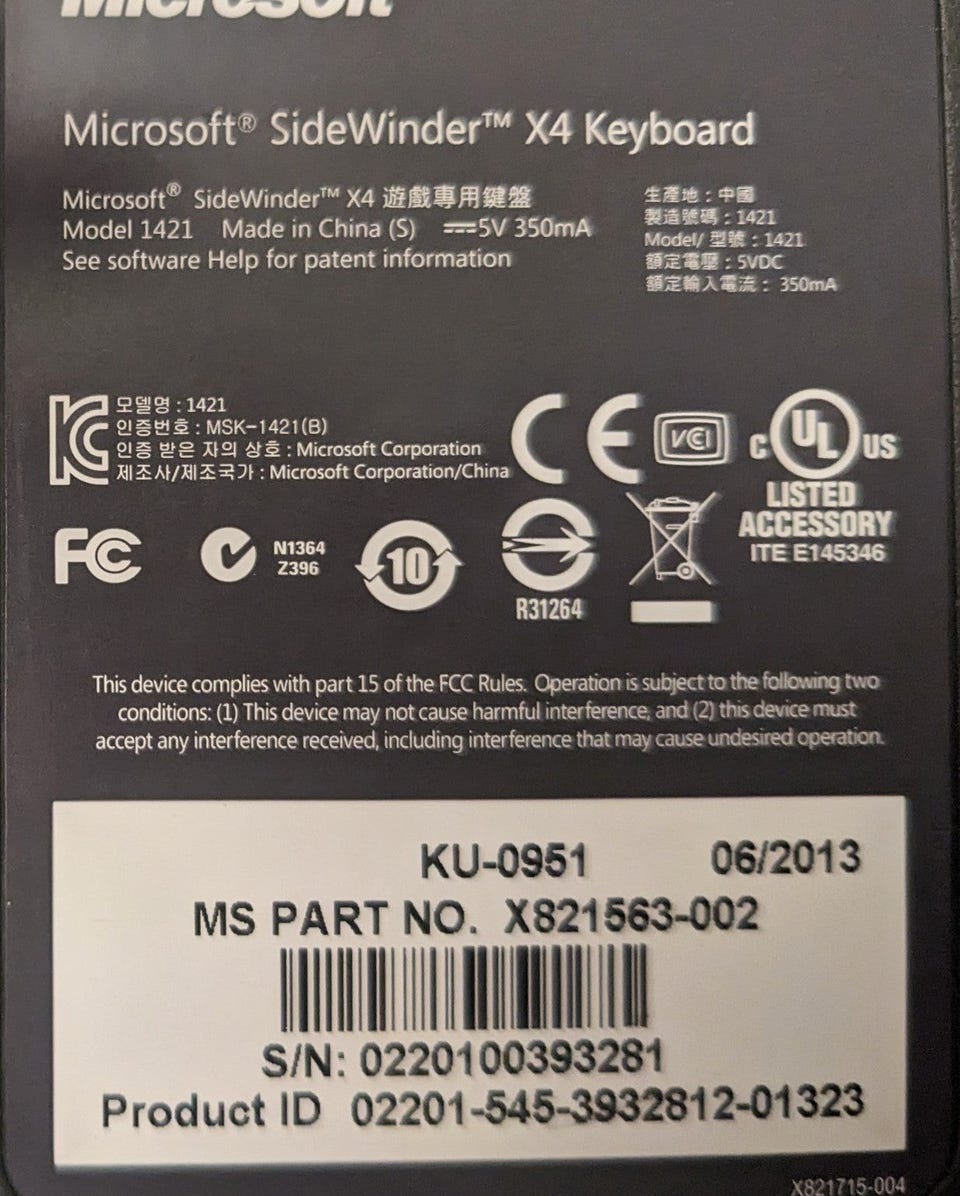 Microsoft
Microsoft® SideWinder™ X4 Keyboard
Microsoft® SideWinder™ X4 遊戲專用鍵盤
Model 1421 Made in China (S) ⎓5V 350mA
See software Help for patent information
生產地：中國
製造號碼：1421
Model/ 型號：1421
額定電壓：5VDC
額定輸入電流： 350mA
모델명 : 1421
인증번호 : MSK-1421(B)
인증 받은 자의 상호 : Microsoft Corporation
제조사/제조국가 : Microsoft Corporation/China
CE
VCI
c UL US
LISTED
ACCESSORY
ITE E145346
FC
N1364
Z396
10
R31264
This device complies with part 15 of the FCC Rules. Operation is subject to the following two
conditions: (1) This device may not cause harmful interference, and (2) this device must
accept any interference received, including interference that may cause undesired operation.
KU-0951 06/2013
MS PART NO. X821563-002
S/N: 0220100393281
Product ID 02201-545-3932812-01323
X821715-004